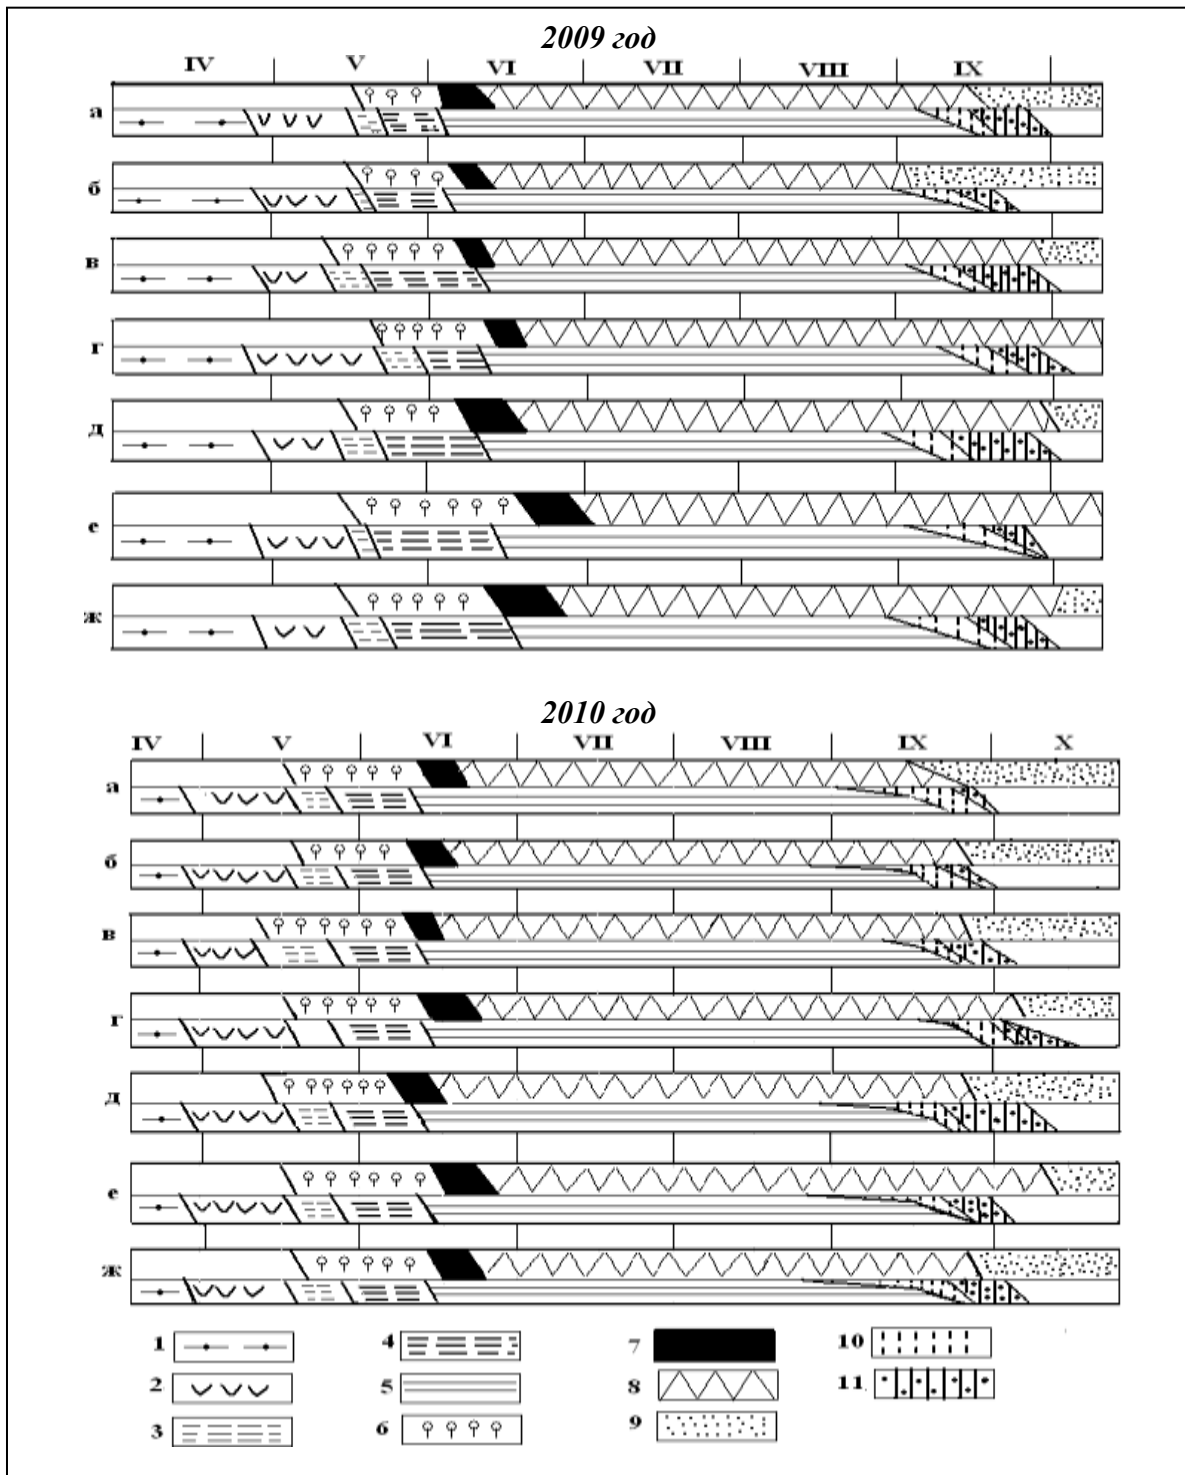 2009 год
IV V VI VII VIII IX
а
б
в
г
д
е
ж
2010 год
IV V VI VII VIII IX X
а
б
в
г
д
е
ж
1 4 7 10
2 5 8 11
3 6 9